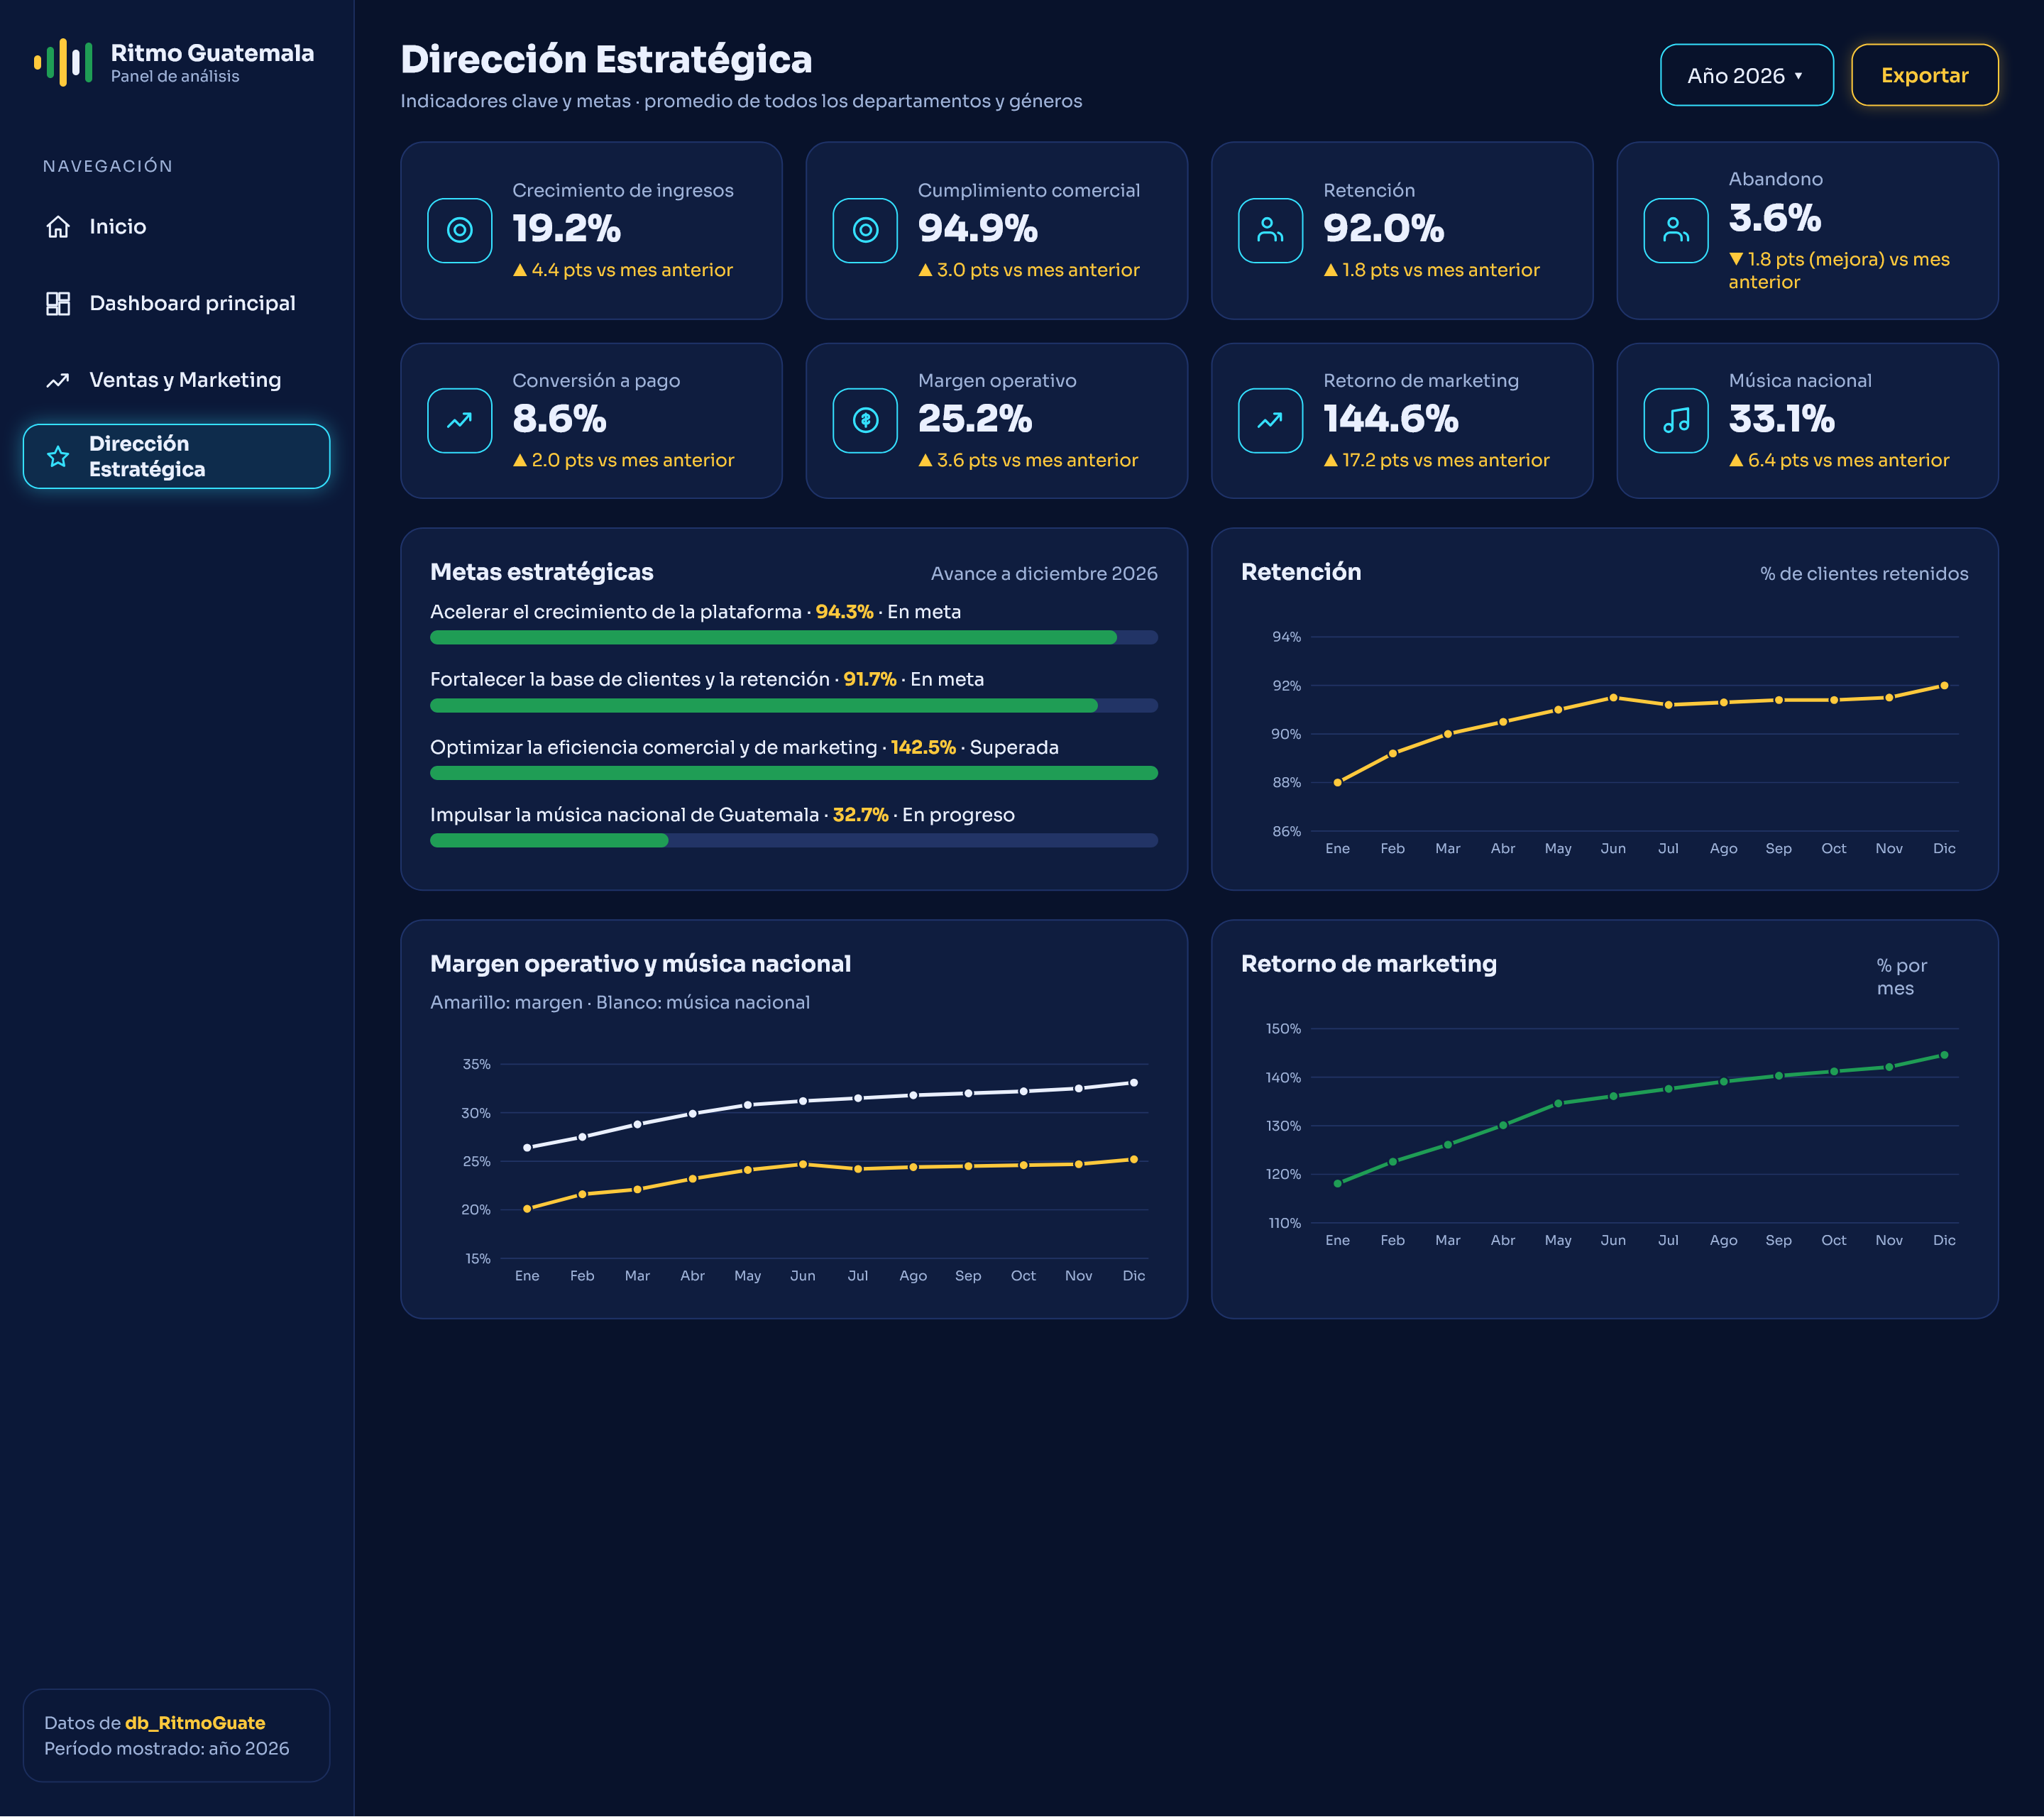 Ritmo Guatemala
Panel de análisis
NAVEGACIÓN
Inicio
Dashboard principal
Ventas y Marketing
Dirección
Estratégica
Datos de db_RitmoGuate
Período mostrado: año 2026
Dirección Estratégica
Indicadores clave y metas · promedio de todos los departamentos y géneros
Año 2026 ▾
Exportar
Crecimiento de ingresos
19.2%
▲ 4.4 pts vs mes anterior
Cumplimiento comercial
94.9%
▲ 3.0 pts vs mes anterior
Retención
92.0%
▲ 1.8 pts vs mes anterior
Abandono
3.6%
▼ 1.8 pts (mejora) vs mes
anterior
Conversión a pago
8.6%
▲ 2.0 pts vs mes anterior
Margen operativo
25.2%
▲ 3.6 pts vs mes anterior
Retorno de marketing
144.6%
▲ 17.2 pts vs mes anterior
Música nacional
33.1%
▲ 6.4 pts vs mes anterior
Metas estratégicas
Avance a diciembre 2026
Acelerar el crecimiento de la plataforma · 94.3% · En meta
Fortalecer la base de clientes y la retención · 91.7% · En meta
Optimizar la eficiencia comercial y de marketing · 142.5% · Superada
Impulsar la música nacional de Guatemala · 32.7% · En progreso
Retención
% de clientes retenidos
94%
92%
90%
88%
86%
Ene Feb Mar Abr May Jun Jul Ago Sep Oct Nov Dic
Margen operativo y música nacional
Amarillo: margen · Blanco: música nacional
35%
30%
25%
20%
15%
Ene Feb Mar Abr May Jun Jul Ago Sep Oct Nov Dic
Retorno de marketing
% por
mes
150%
140%
130%
120%
110%
Ene Feb Mar Abr May Jun Jul Ago Sep Oct Nov Dic